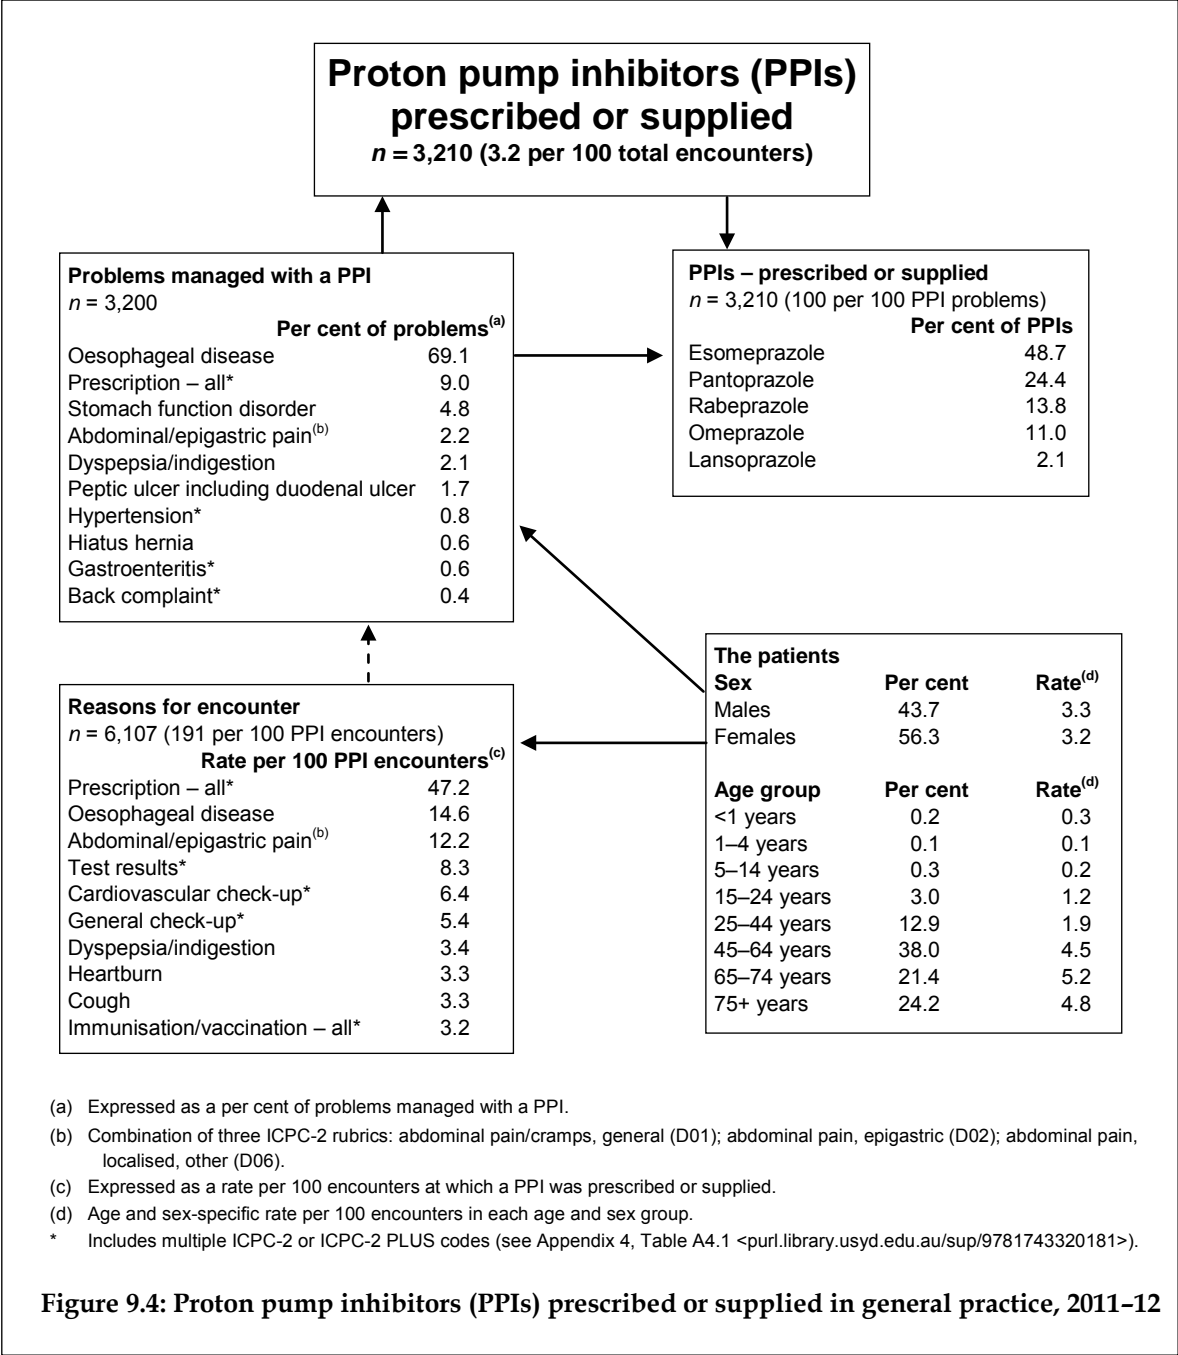 Proton pump inhibitors (PPIs)
prescribed or supplied
n = 3,210 (3.2 per 100 total encounters)
Problems managed with a PPI
n = 3,200
Per cent of problems(a)
Oesophageal disease 69.1
Prescription – all* 9.0
Stomach function disorder 4.8
Abdominal/epigastric pain(b) 2.2
Dyspepsia/indigestion 2.1
Peptic ulcer including duodenal ulcer 1.7
Hypertension* 0.8
Hiatus hernia 0.6
Gastroenteritis* 0.6
Back complaint* 0.4
PPIs – prescribed or supplied
n = 3,210 (100 per 100 PPI problems)
Per cent of PPIs
Esomeprazole 48.7
Pantoprazole 24.4
Rabeprazole 13.8
Omeprazole 11.0
Lansoprazole 2.1
Reasons for encounter
n = 6,107 (191 per 100 PPI encounters)
Rate per 100 PPI encounters(c)
Prescription – all* 47.2
Oesophageal disease 14.6
Abdominal/epigastric pain(b) 12.2
Test results* 8.3
Cardiovascular check-up* 6.4
General check-up* 5.4
Dyspepsia/indigestion 3.4
Heartburn 3.3
Cough 3.3
Immunisation/vaccination – all* 3.2
The patients
Sex Per cent Rate(d)
Males 43.7 3.3
Females 56.3 3.2
Age group Per cent Rate(d)
<1 years 0.2 0.3
1–4 years 0.1 0.1
5–14 years 0.3 0.2
15–24 years 3.0 1.2
25–44 years 12.9 1.9
45–64 years 38.0 4.5
65–74 years 21.4 5.2
75+ years 24.2 4.8
(a) Expressed as a per cent of problems managed with a PPI.
(b) Combination of three ICPC-2 rubrics: abdominal pain/cramps, general (D01); abdominal pain, epigastric (D02); abdominal pain,
localised, other (D06).
(c) Expressed as a rate per 100 encounters at which a PPI was prescribed or supplied.
(d) Age and sex-specific rate per 100 encounters in each age and sex group.
* Includes multiple ICPC-2 or ICPC-2 PLUS codes (see Appendix 4, Table A4.1 <purl.library.usyd.edu.au/sup/9781743320181>).
Figure 9.4: Proton pump inhibitors (PPIs) prescribed or supplied in general practice, 2011–12